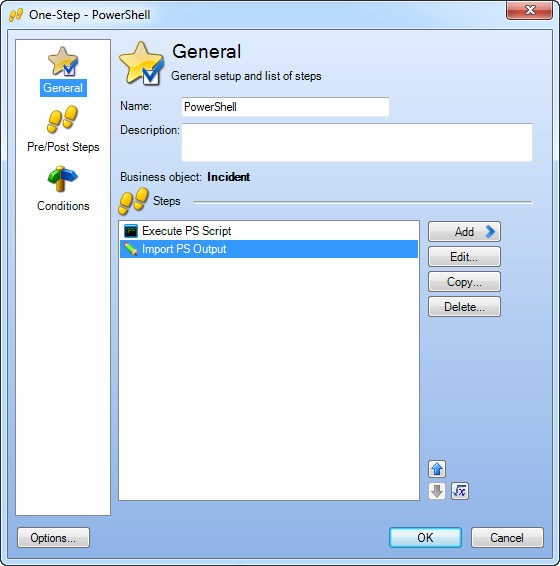 One-Step - PowerShell
General
Pre/Post Steps
Conditions
General
General setup and list of steps
Name: PowerShell
Description:
Business object: Incident
Steps
Execute PS Script
Import PS Output
Add
Edit...
Copy...
Delete...
√x
Options...
OK
Cancel